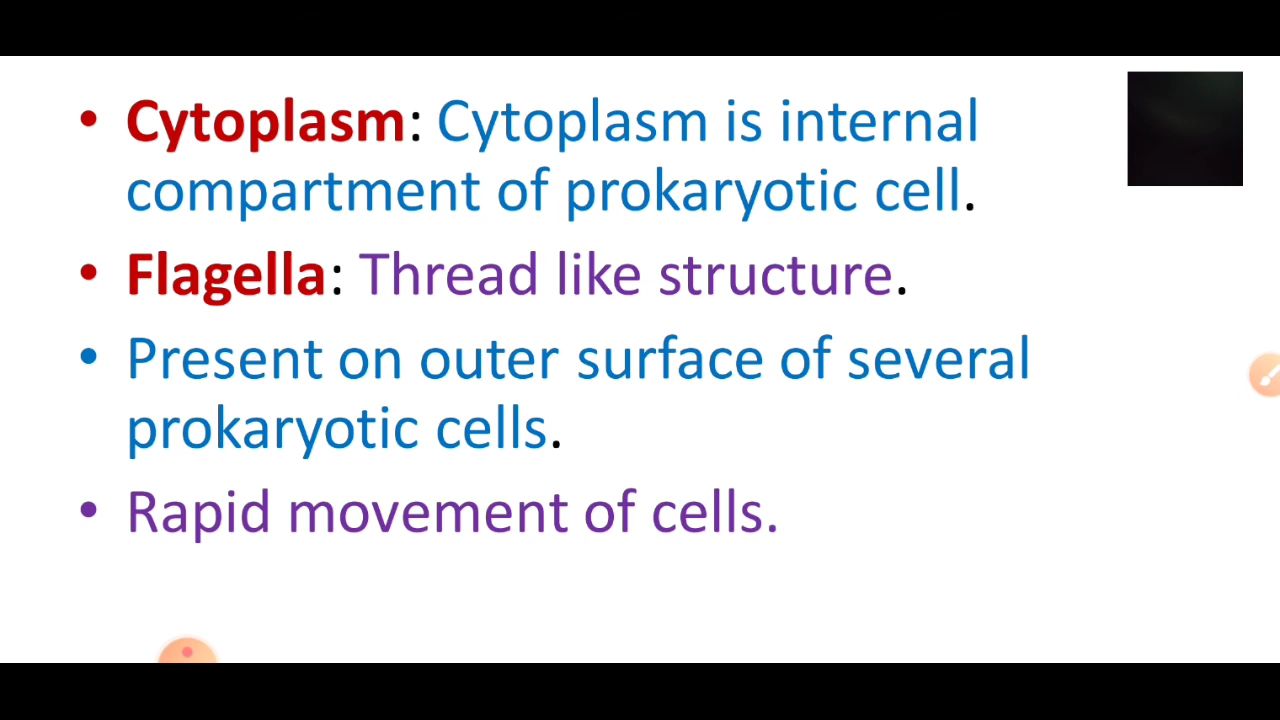 • Cytoplasm: Cytoplasm is internal
compartment of prokaryotic cell.
• Flagella: Thread like structure.
• Present on outer surface of several
prokaryotic cells.
• Rapid movement of cells.